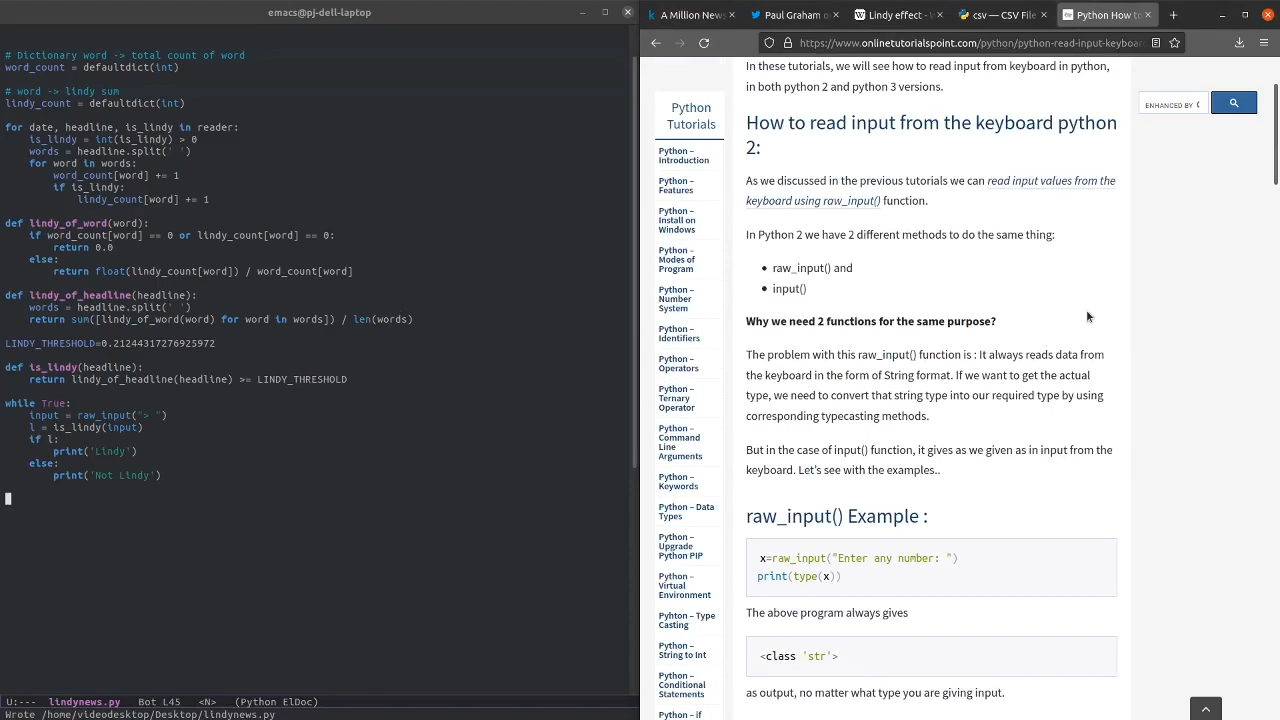 emacs@pj-dell-laptop
# Dictionary word -> total count of word
word_count = defaultdict(int)
# word -> lindy sum
lindy_count = defaultdict(int)
for date, headline, is_lindy in reader:
is_lindy = int(is_lindy) > 0
words = headline.split(' ')
for word in words:
word_count[word] += 1
if is_lindy:
lindy_count[word] += 1
def lindy_of_word(word):
if word_count[word] == 0 or lindy_count[word] == 0:
return 0.0
else:
return float(lindy_count[word]) / word_count[word]
def lindy_of_headline(headline):
words = headline.split(' ')
return sum([lindy_of_word(word) for word in words]) / len(words)
LINDY_THRESHOLD=0.21244317276925972
def is_lindy(headline):
return lindy_of_headline(headline) >= LINDY_THRESHOLD
while True:
input = raw_input("> ")
l = is_lindy(input)
if l:
print('Lindy')
else:
print('Not Lindy')
U:--- lindynews.py Bot L45 <N> (Python ElDoc)
Wrote /home/videodesktop/Desktop/lindynews.py
A Million News
Paul Graham on
Lindy effect - W
csv — CSV File
Python How to
https://www.onlinetutorialspoint.com/python/python-read-input-keyboar
Python
Tutorials
Python –
Introduction
Python –
Features
Python –
Install on
Windows
Python –
Modes of
Program
Python –
Number
System
Python –
Identifiers
Python –
Operators
Python –
Ternary
Operator
Python –
Command
Line
Arguments
Python –
Keywords
Python – Data
Types
Python –
Upgrade
Python PIP
Python –
Virtual
Environment
Pyhton – Type
Casting
Python –
String to Int
Python –
Conditional
Statements
Python – if
In these tutorials, we will see how to read input from keyboard in python,
in both python 2 and python 3 versions.
How to read input from the keyboard python
2:
As we discussed in the previous tutorials we can read input values from the
keyboard using raw_input() function.
In Python 2 we have 2 different methods to do the same thing:
• raw_input() and
• input()
Why we need 2 functions for the same purpose?
The problem with this raw_input() function is : It always reads data from
the keyboard in the form of String format. If we want to get the actual
type, we need to convert that string type into our required type by using
corresponding typecasting methods.
But in the case of input() function, it gives as we given as in input from the
keyboard. Let's see with the examples..
raw_input() Example :
x=raw_input("Enter any number: ")
print(type(x))
The above program always gives
<class 'str'>
as output, no matter what type you are giving input.
ENHANCED BY